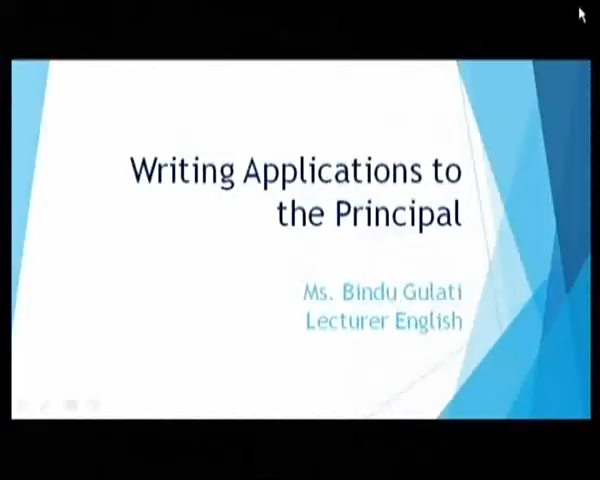 Writing Applications to
the Principal
Ms. Bindu Gulati
Lecturer English